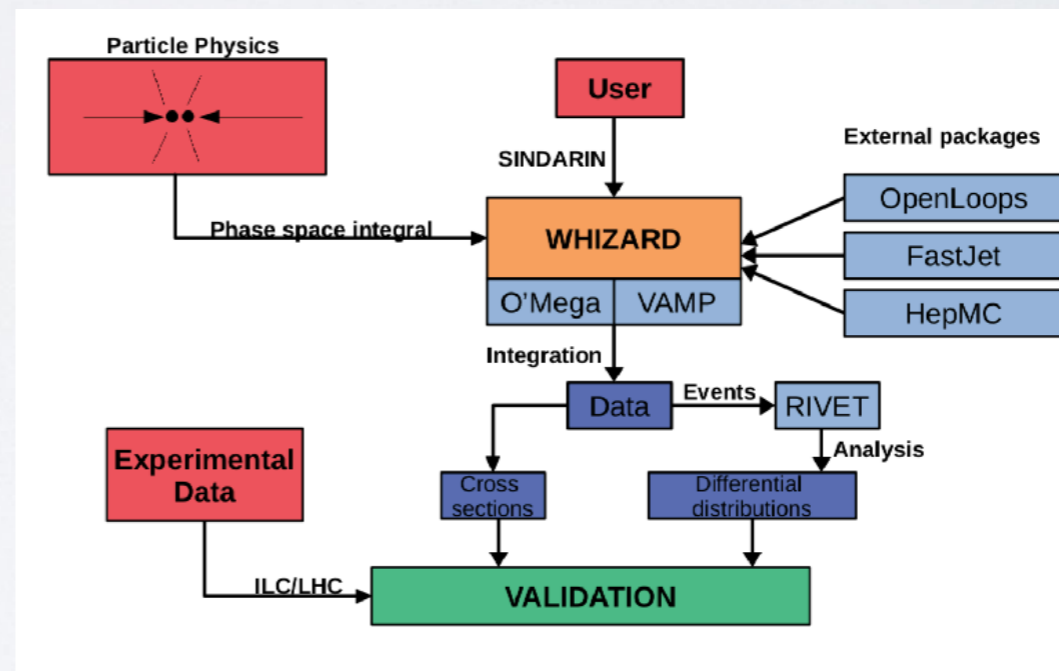 Particle Physics
User
SINDARIN
External packages
OpenLoops
Phase space integral
WHIZARD
FastJet
O'Mega
VAMP
HepMC
Integration
Data
Events
RIVET
Analysis
Experimental
Data
Cross
sections
Differential
distributions
ILC/LHC
VALIDATION